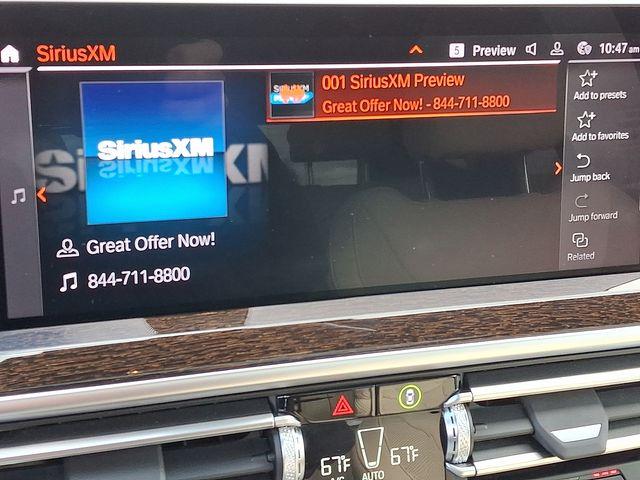 SiriusXM
5 Preview 10:47 am
001 SiriusXM Preview
Great Offer Now! - 844-711-8800
SiriusXM
Great Offer Now!
844-711-8800
Add to presets
Add to favorites
Jump back
Jump forward
Related
67°F
67°F
A/C
AUTO